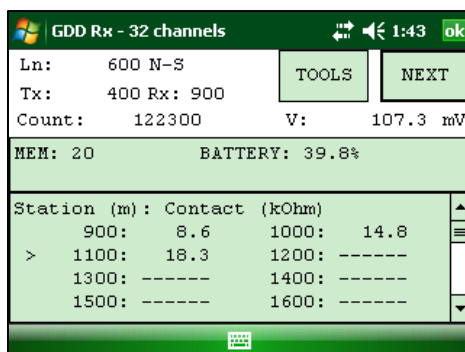 GDD Rx - 32 channels 1:43 ok
Ln: 600 N-S
TOOLS NEXT
Tx: 400 Rx: 900
Count: 122300 V: 107.3 mV
MEM: 20 BATTERY: 39.8%
Station (m): Contact (kOhm)
900: 8.6 1000: 14.8
> 1100: 18.3 1200: ------
1300: ------ 1400: ------
1500: ------ 1600: ------